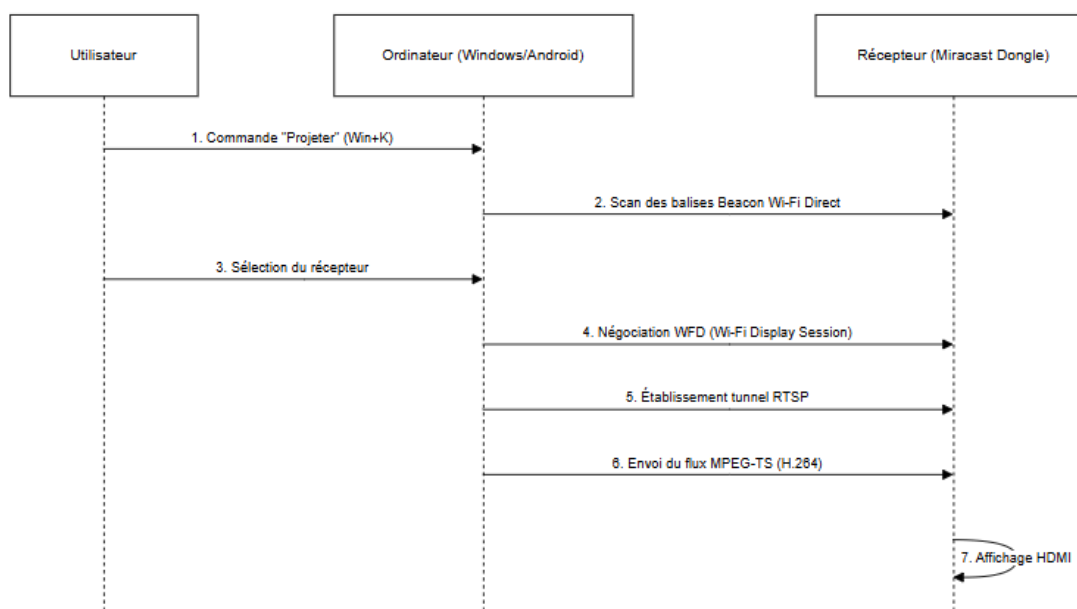 Utilisateur
Ordinateur (Windows/Android)
Récepteur (Miracast Dongle)
1. Commande "Projeter" (Win+K)
2. Scan des balises Beacon Wi-Fi Direct
3. Sélection du récepteur
4. Négociation WFD (Wi-Fi Display Session)
5. Établissement tunnel RTSP
6. Envoi du flux MPEG-TS (H.264)
7. Affichage HDMI